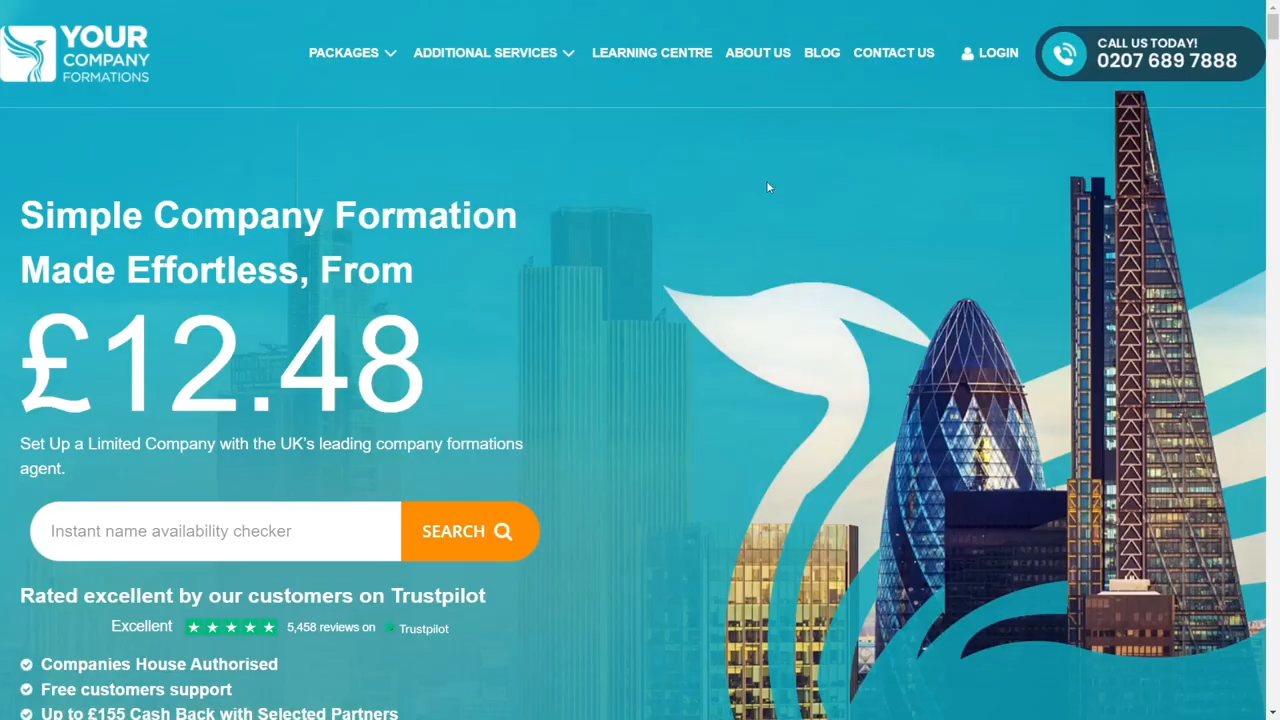 YOUR
COMPANY
FORMATIONS
PACKAGES
ADDITIONAL SERVICES
LEARNING CENTRE
ABOUT US
BLOG
CONTACT US
LOGIN
CALL US TODAY!
0207 689 7888
Simple Company Formation
Made Effortless, From
£12.48
Set Up a Limited Company with the UK's leading company formations
agent.
Instant name availability checker
SEARCH
Rated excellent by our customers on Trustpilot
Excellent 5,458 reviews on Trustpilot
Companies House Authorised
Free customers support
Up to £155 Cash Back with Selected Partners